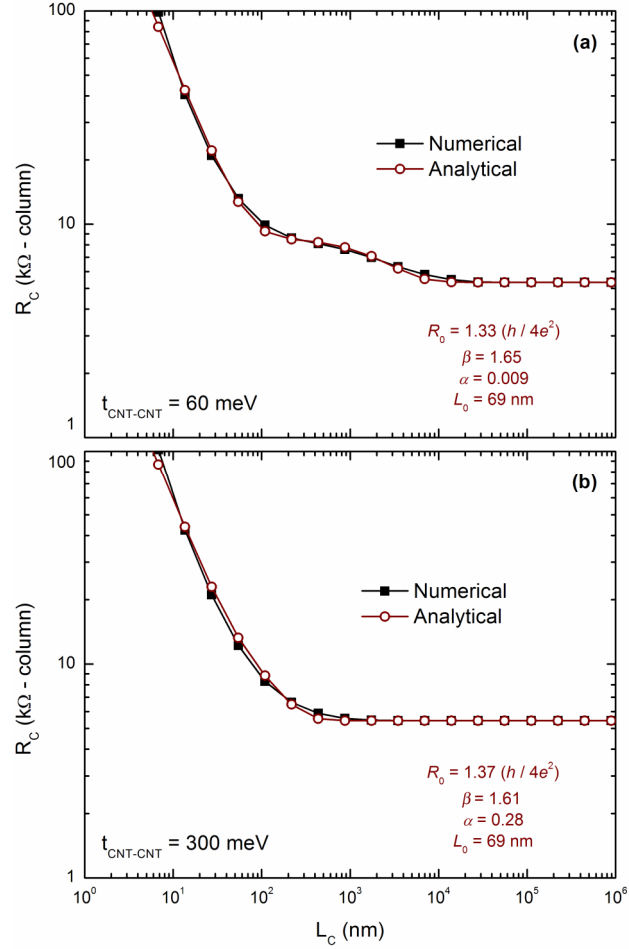 100
(a)
Numerical
Analytical
10
R_C (kΩ - column)
R_0 = 1.33 (h / 4e^2)
β = 1.65
α = 0.009
L_0 = 69 nm
t_CNT-CNT = 60 meV
1
100
(b)
Numerical
Analytical
R_C (kΩ - column)
10
R_0 = 1.37 (h / 4e^2)
β = 1.61
α = 0.28
L_0 = 69 nm
t_CNT-CNT = 300 meV
1
10^0 10^1 10^2 10^3 10^4 10^5 10^6
L_C (nm)